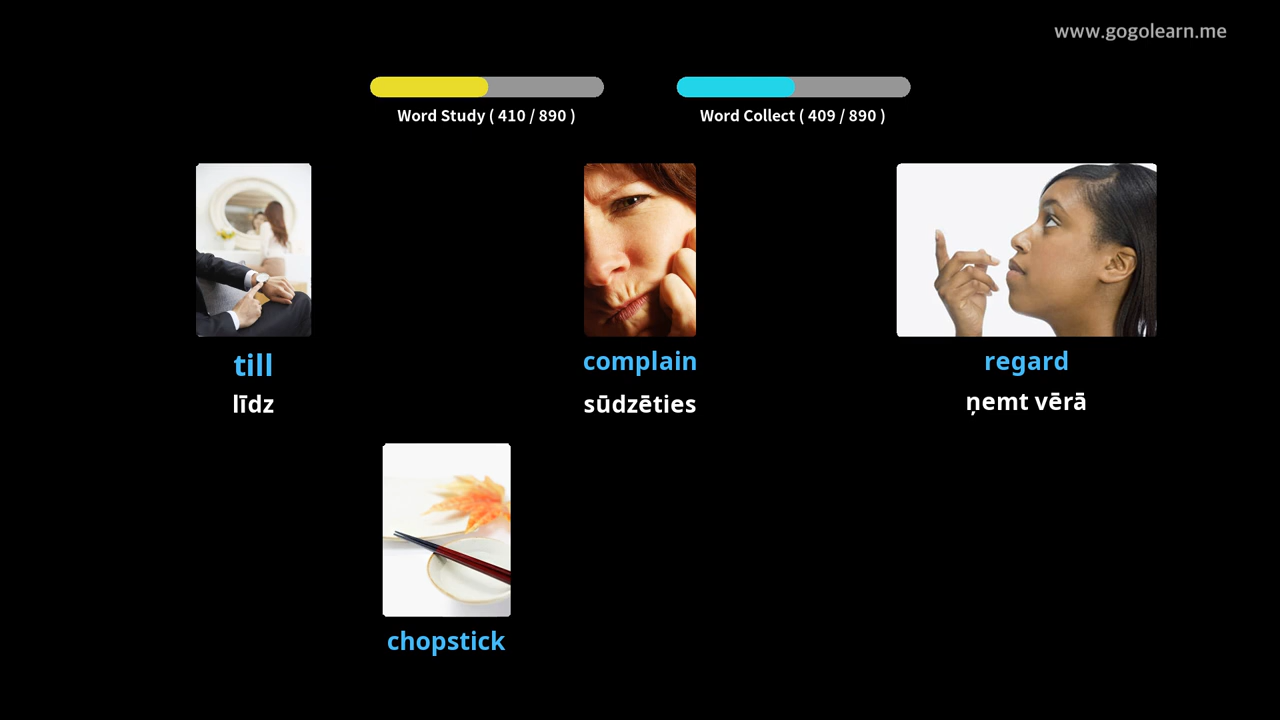 www.gogolearn.me
Word Study ( 410 / 890 )
Word Collect ( 409 / 890 )
till
līdz
complain
sūdzēties
regard
ņemt vērā
chopstick